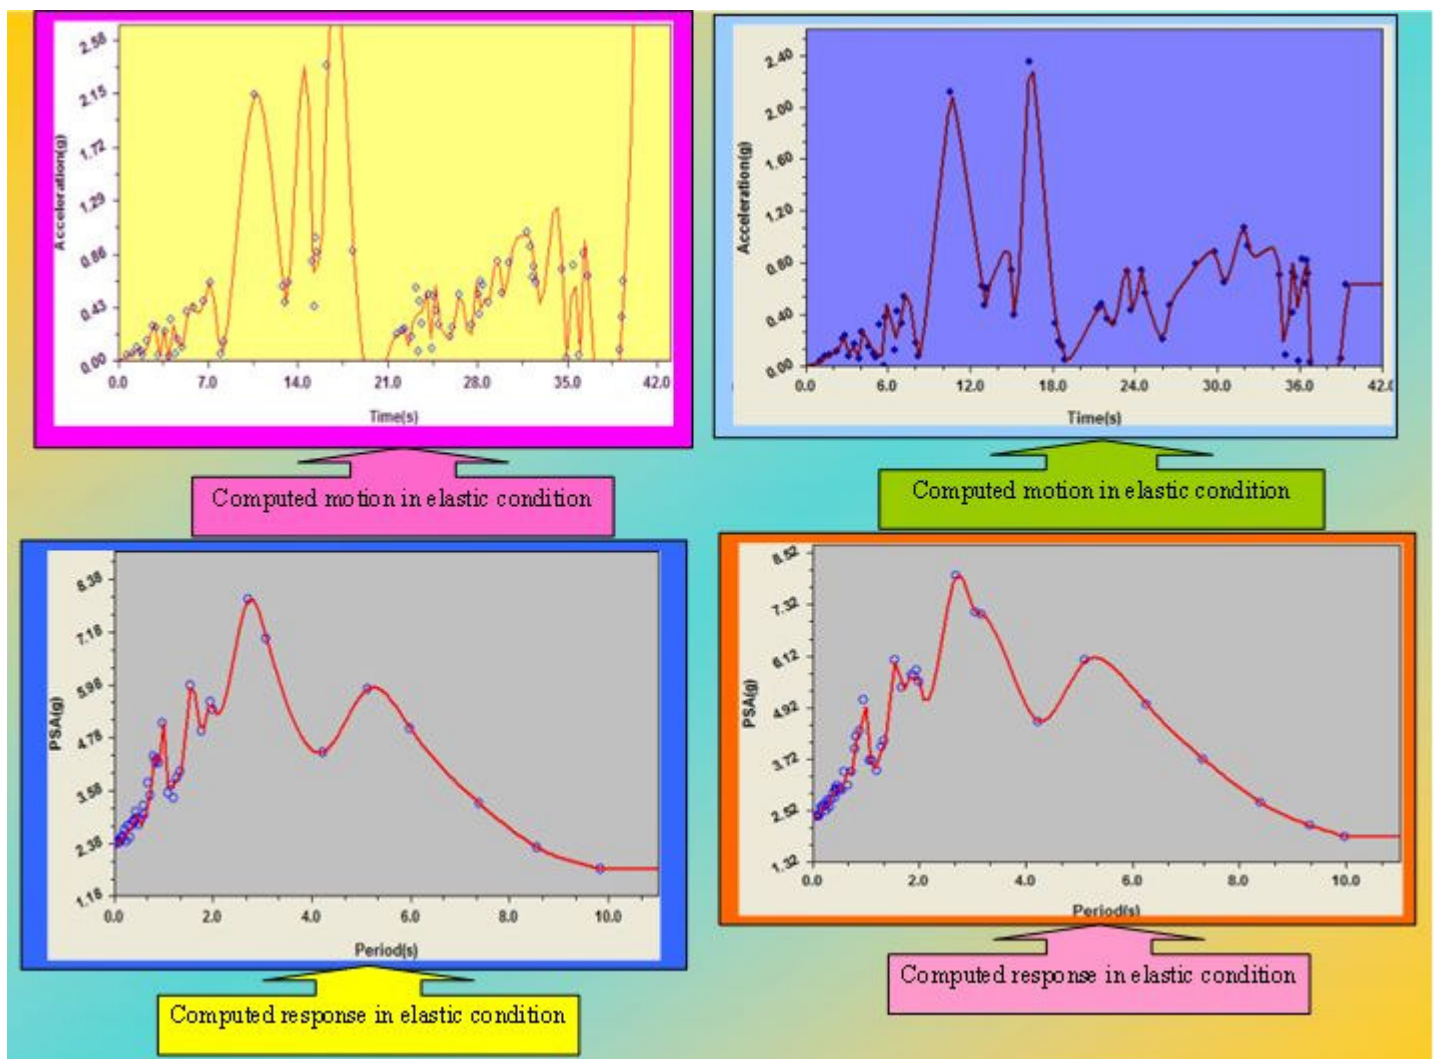 2.58
2.15
1.72
1.29
0.86
0.43
0.00
Acceleration(g)
0.0 7.0 14.0 21.0 28.0 35.0 42.0
Time(s)
2.40
2.00
1.60
1.20
0.80
0.40
0.00
Acceleration(g)
0.0 6.0 12.0 18.0 24.0 30.0 36.0 42.0
Time(s)
Computed motion in elastic condition
Computed motion in elastic condition
8.38
7.18
5.98
4.78
3.58
2.38
1.18
PSA(g)
0.0 2.0 4.0 6.0 8.0 10.0
Period(s)
8.52
7.32
6.12
4.92
3.72
2.52
1.32
PSA(g)
0.0 2.0 4.0 6.0 8.0 10.0
Period(s)
Computed response in elastic condition
Computed response in elastic condition